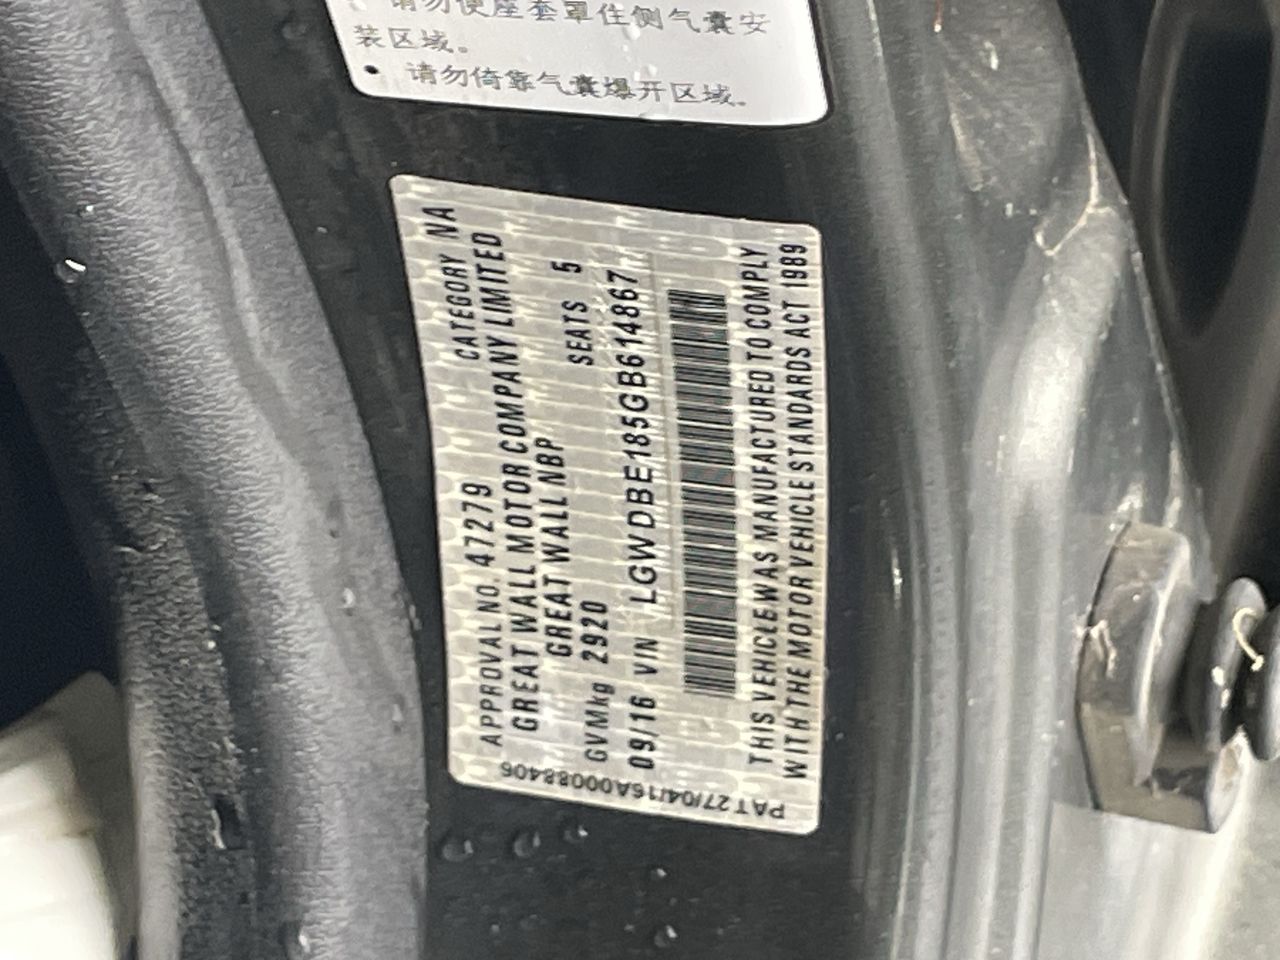 • 请勿使座套罩住侧气囊安
装区域。
• 请勿倚靠气囊爆开区域。
APPROVAL NO. 47279 CATEGORY NA
GREAT WALL MOTOR COMPANY LIMITED
GREAT WALL NBP
GVMkg 2920 SEATS 5
09/16 VIN LGWDBE185GB614867
THIS VEHICLE WAS MANUFACTURED TO COMPLY
WITH THE MOTOR VEHICLE STANDARDS ACT 1989
PAT27/04/16A00088406